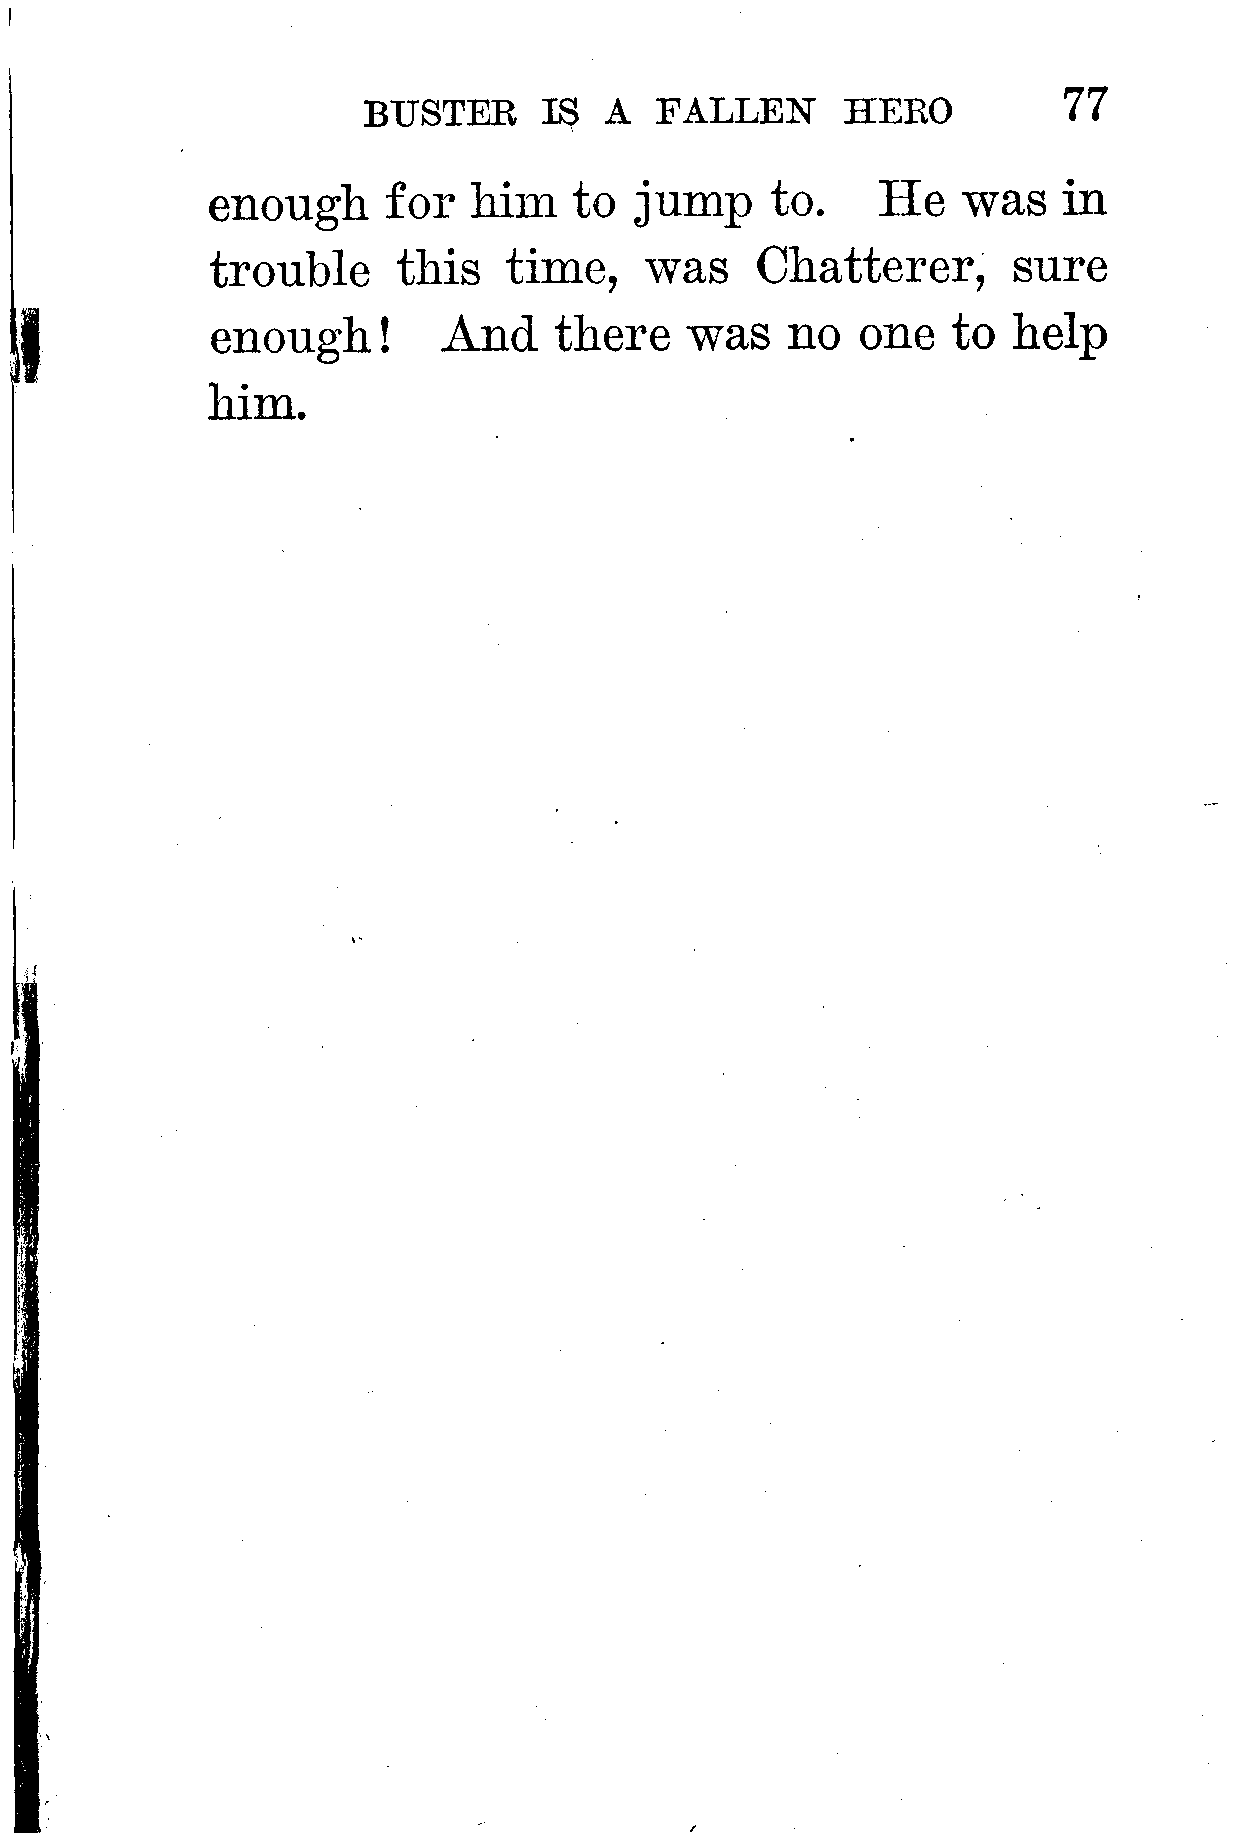 BUSTER IS A FALLEN HERO 77
enough for him to jump to. He was in
trouble this time, was Chatterer, sure
enough! And there was no one to help
him.